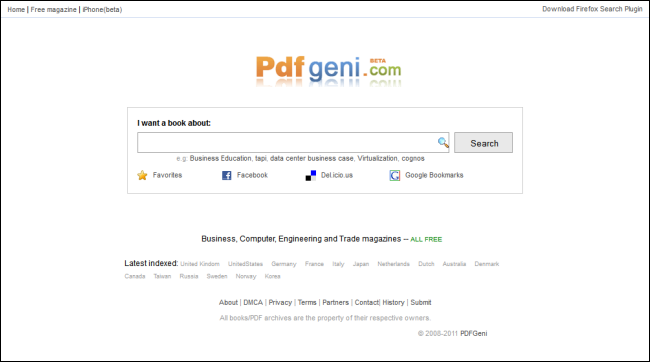 Home | Free magazine | iPhone(beta) Download Firefox Search Plugin
Pdfgeni.com BETA
I want a book about:
Search
e.g: Business Education, tapi, data center business case, Virtualization, cognos
Favorites Facebook Del.icio.us Google Bookmarks
Business, Computer, Engineering and Trade magazines -- ALL FREE
Latest indexed: United Kindom UnitedStates Germany France Italy Japan Netherlands Dutch Australia Denmark
Canada Taiwan Russia Sweden Norway Korea
About | DMCA | Privacy | Terms | Partners | Contact| History | Submit
All books/PDF archives are the property of their respective owners.
© 2008-2011 PDFGeni